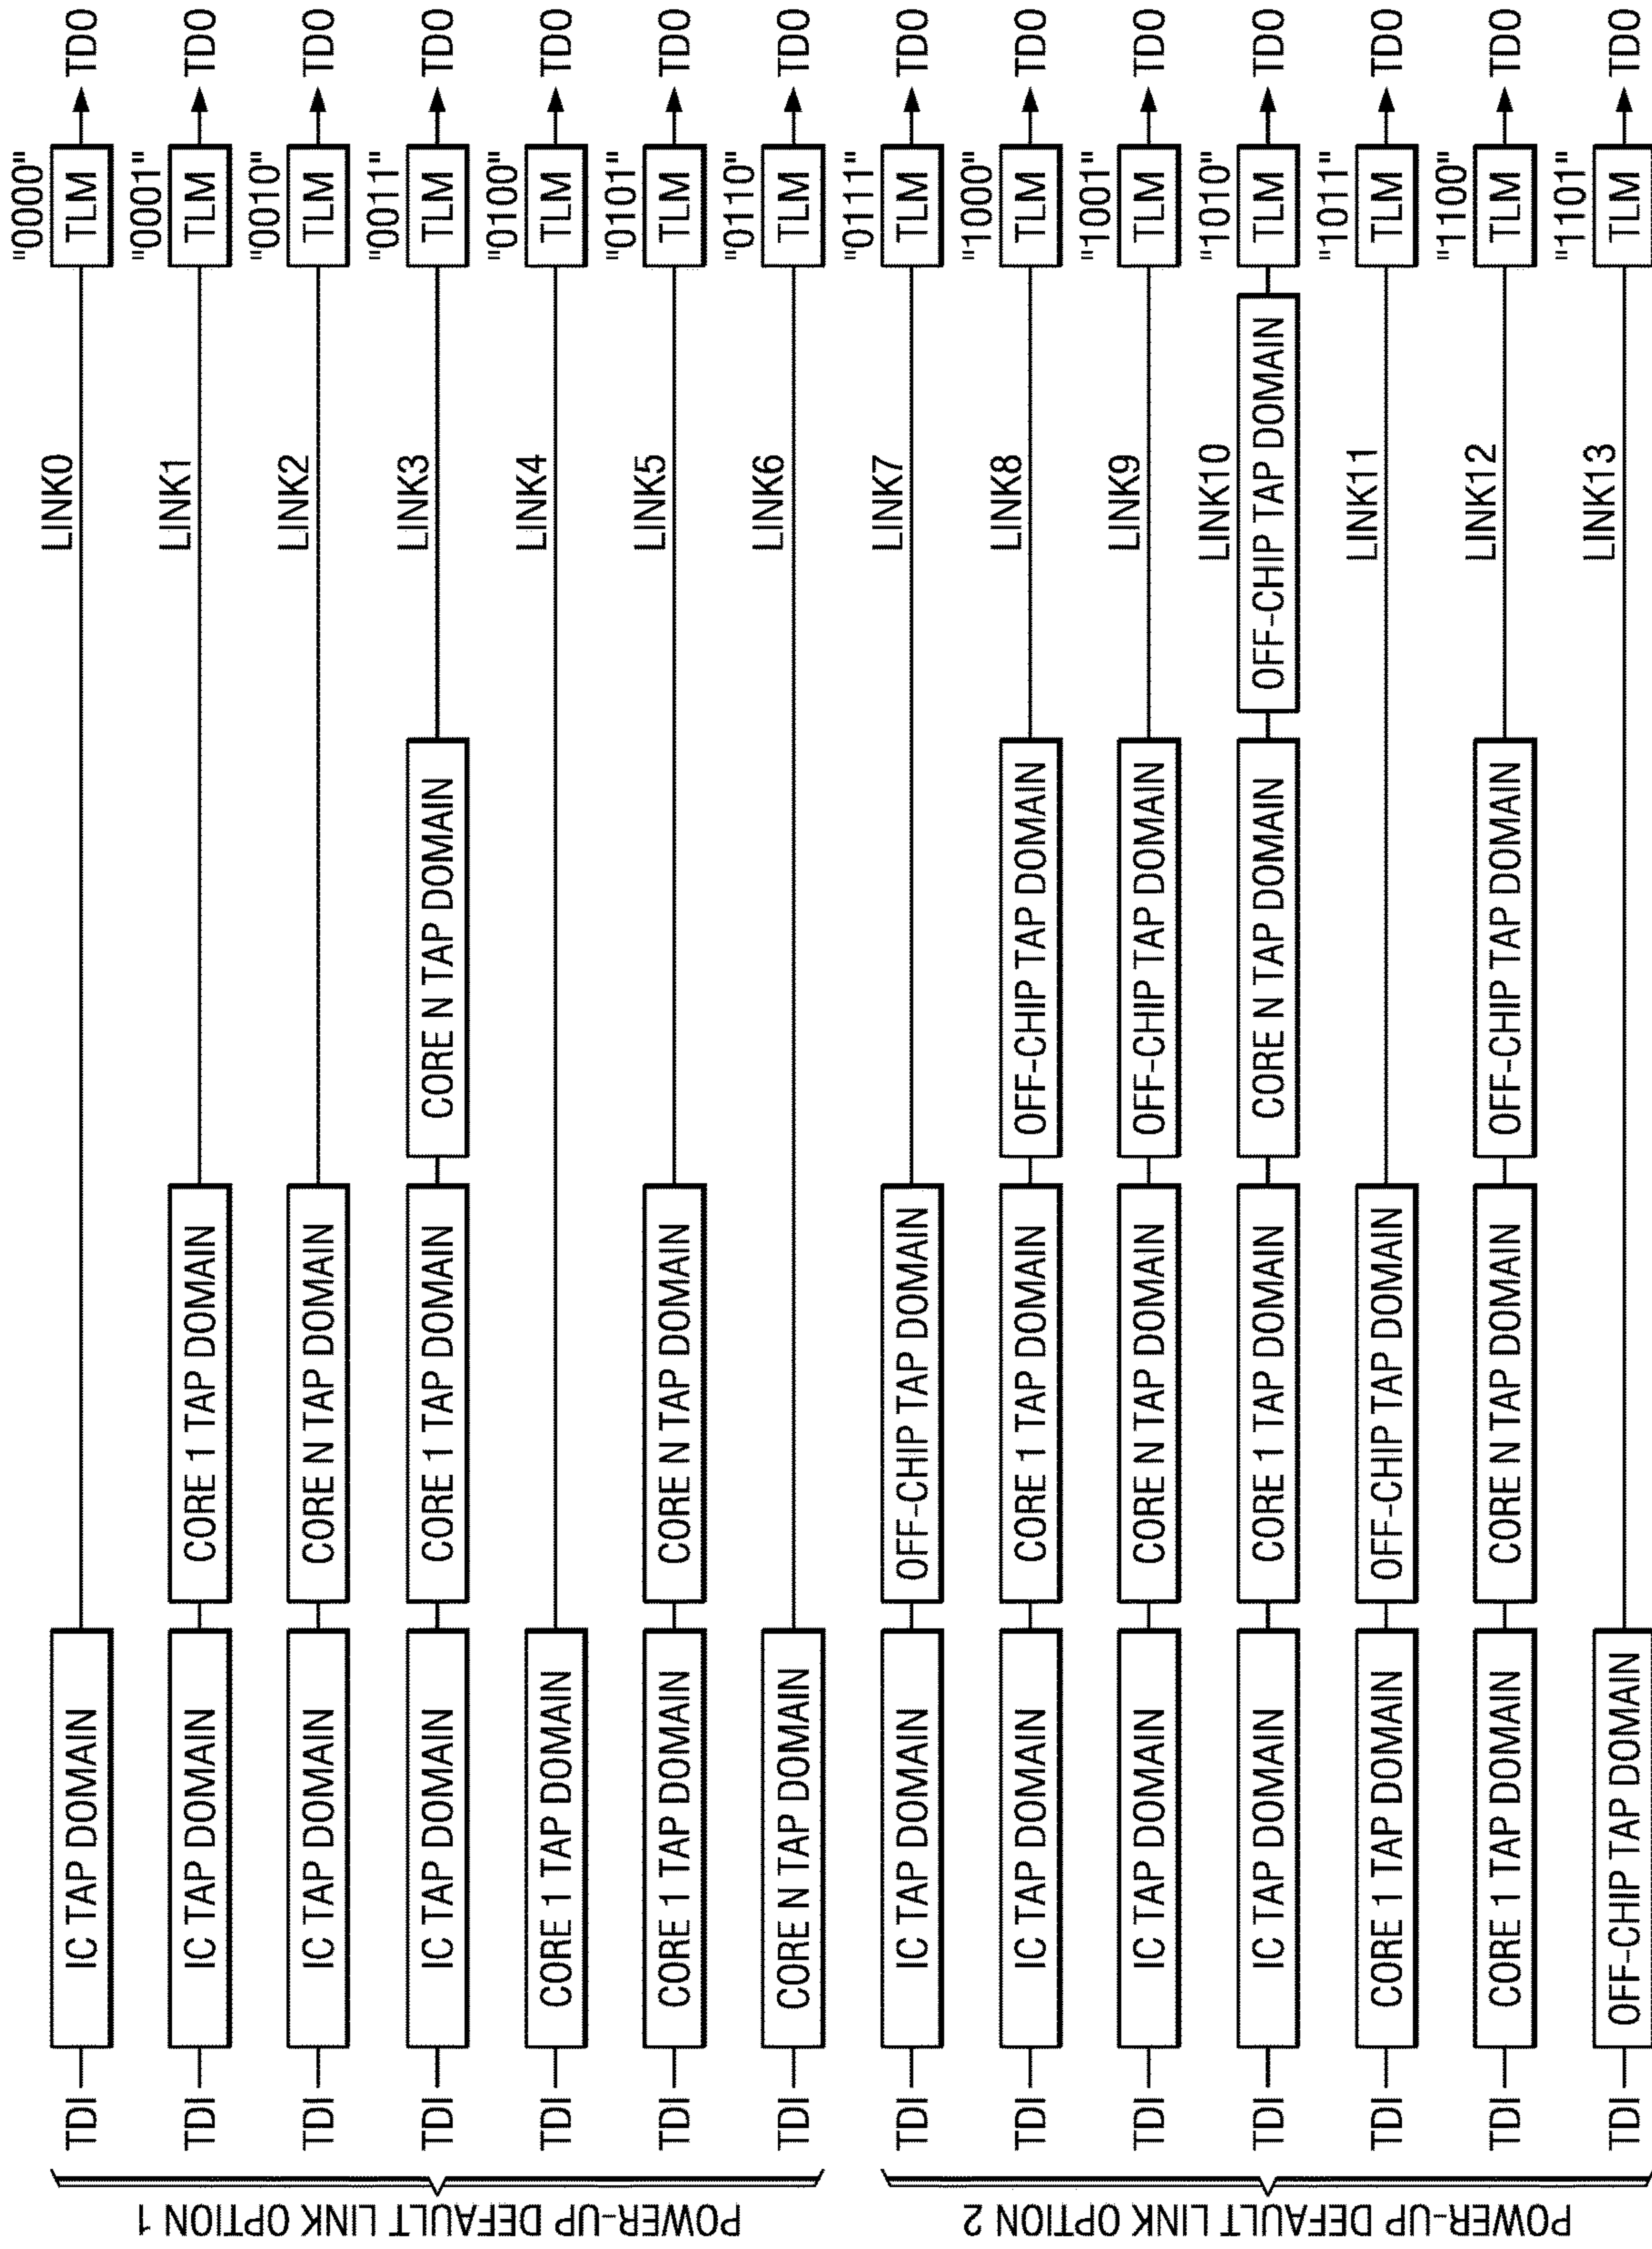 POWER-UP DEFAULT LINK OPTION 1
TDI IC TAP DOMAIN LINK0 "0000" TLM TDO
TDI IC TAP DOMAIN CORE 1 TAP DOMAIN LINK1 "0001" TLM TDO
TDI IC TAP DOMAIN CORE N TAP DOMAIN LINK2 "0010" TLM TDO
TDI IC TAP DOMAIN CORE 1 TAP DOMAIN CORE N TAP DOMAIN LINK3 "0011" TLM TDO
TDI CORE 1 TAP DOMAIN LINK4 "0100" TLM TDO
TDI CORE 1 TAP DOMAIN CORE N TAP DOMAIN LINK5 "0101" TLM TDO
TDI CORE N TAP DOMAIN LINK6 "0110" TLM TDO
POWER-UP DEFAULT LINK OPTION 2
TDI IC TAP DOMAIN OFF-CHIP TAP DOMAIN LINK7 "0111" TLM TDO
TDI IC TAP DOMAIN CORE 1 TAP DOMAIN OFF-CHIP TAP DOMAIN LINK8 "1000" TLM TDO
TDI IC TAP DOMAIN CORE N TAP DOMAIN OFF-CHIP TAP DOMAIN LINK9 "1001" TLM TDO
TDI IC TAP DOMAIN CORE 1 TAP DOMAIN CORE N TAP DOMAIN OFF-CHIP TAP DOMAIN LINK10 "1010" TLM TDO
TDI CORE 1 TAP DOMAIN OFF-CHIP TAP DOMAIN LINK11 "1011" TLM TDO
TDI CORE 1 TAP DOMAIN CORE N TAP DOMAIN OFF-CHIP TAP DOMAIN LINK12 "1100" TLM TDO
TDI OFF-CHIP TAP DOMAIN LINK13 "1101" TLM TDO